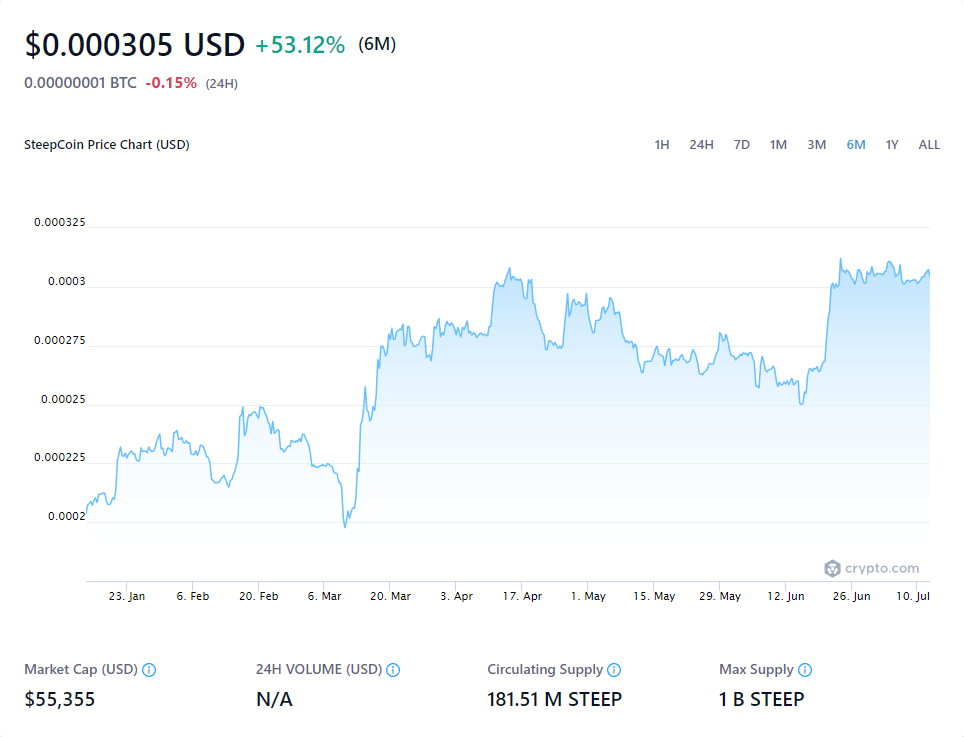 $0.000305 USD +53.12% (6M)
0.00000001 BTC -0.15% (24H)
SteepCoin Price Chart (USD) 1H 24H 7D 1M 3M 6M 1Y ALL
0.000325
0.0003
0.000275
0.00025
0.000225
0.0002
crypto.com
23. Jan 6. Feb 20. Feb 6. Mar 20. Mar 3. Apr 17. Apr 1. May 15. May 29. May 12. Jun 26. Jun 10. Jul
Market Cap (USD) 24H VOLUME (USD) Circulating Supply Max Supply
$55,355 N/A 181.51 M STEEP 1 B STEEP